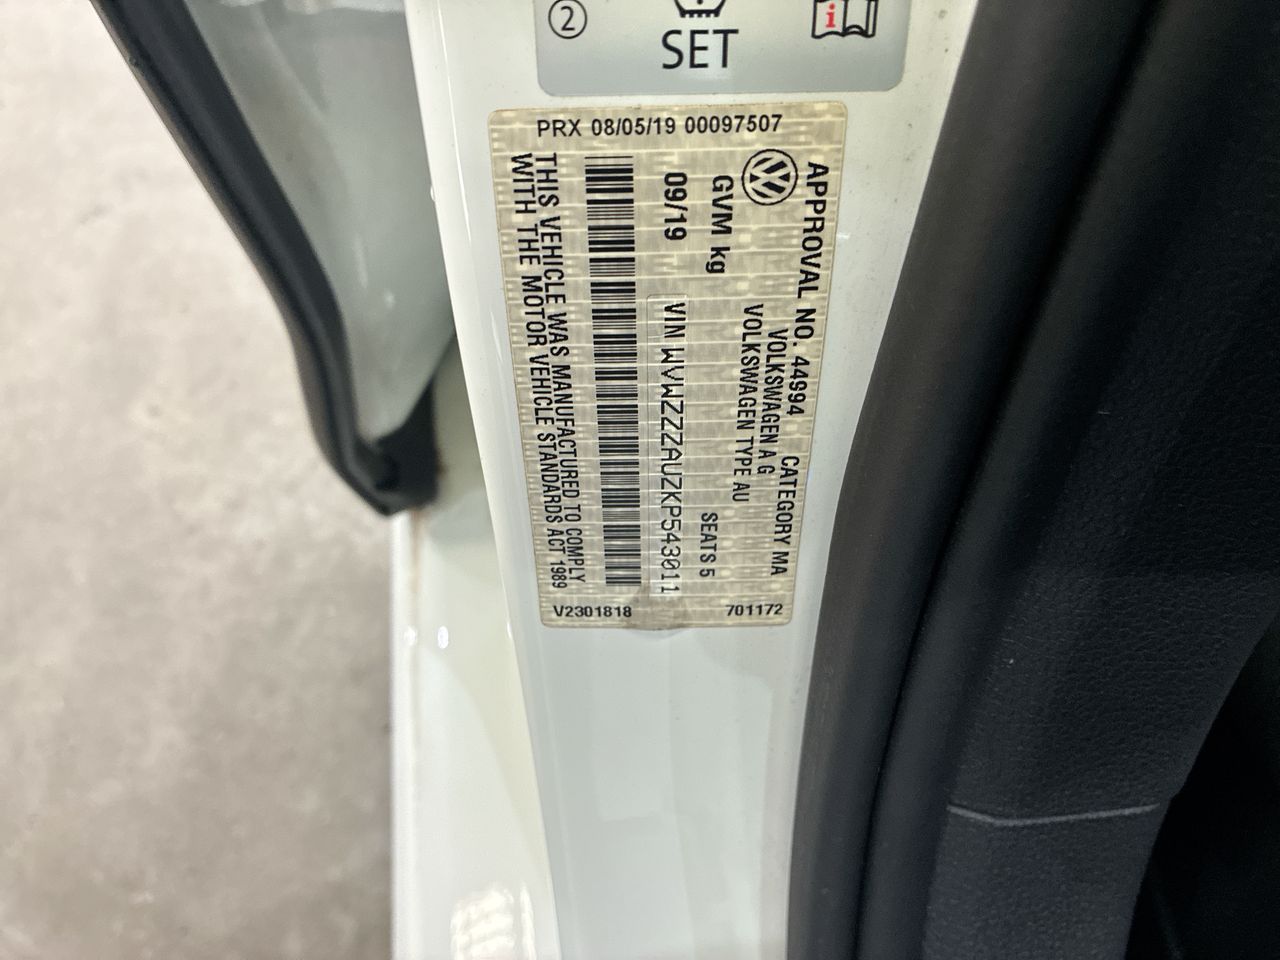 2
SET
i
PRX 08/05/19 00097507
APPROVAL NO. 44994 CATEGORY MA
VOLKSWAGEN A G
VOLKSWAGEN TYPE AU
GVM kg SEATS 5
09/19 VIN WVWZZZAUZKP543011
THIS VEHICLE WAS MANUFACTURED TO COMPLY
WITH THE MOTOR VEHICLE STANDARDS ACT 1989
V2301818 701172